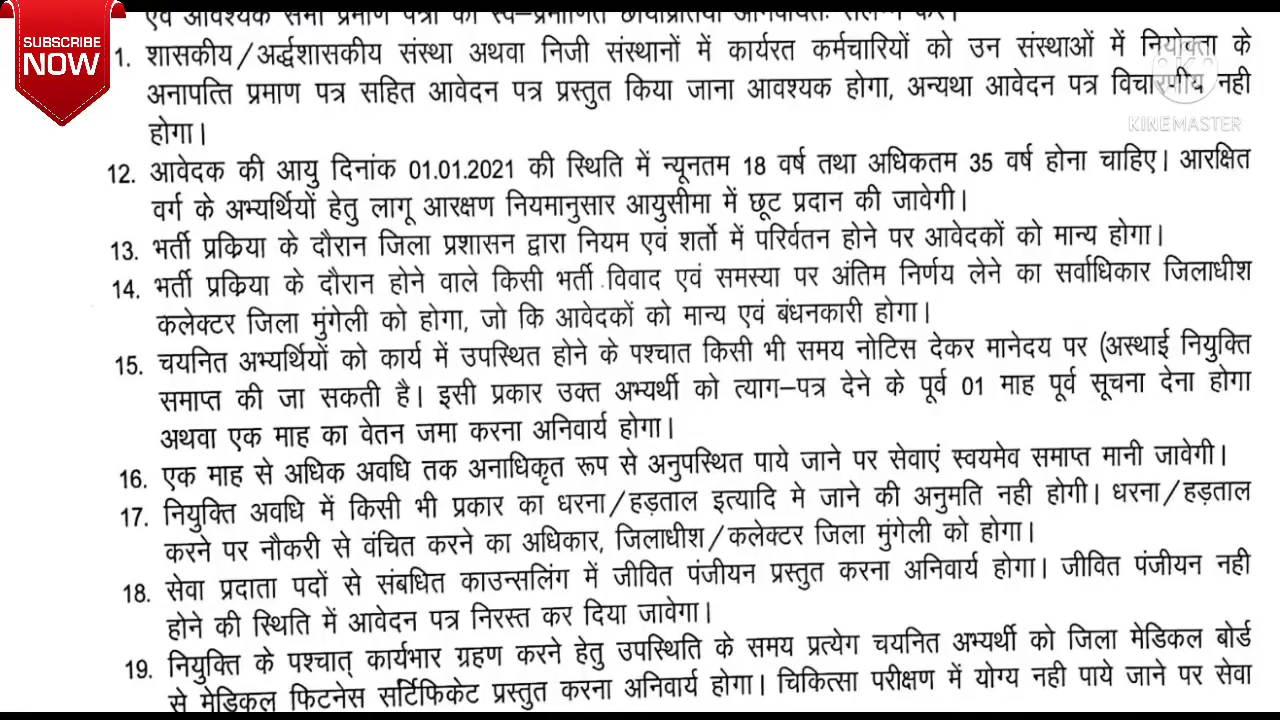 SUBSCRIBE
NOW
KINEMASTER
एवं आवश्यक सभी प्रमाण पत्रों की स्व–प्रमाणित छायाप्रतियां अनिवार्यतः संलग्न करें।
1. शासकीय/अर्द्धशासकीय संस्था अथवा निजी संस्थानों में कार्यरत कर्मचारियों को उन संस्थाओं में नियोक्ता के
अनापत्ति प्रमाण पत्र सहित आवेदन पत्र प्रस्तुत किया जाना आवश्यक होगा, अन्यथा आवेदन पत्र विचारणीय नही
होगा।
12. आवेदक की आयु दिनांक 01.01.2021 की स्थिति में न्यूनतम 18 वर्ष तथा अधिकतम 35 वर्ष होना चाहिए। आरक्षित
वर्ग के अभ्यर्थियों हेतु लागू आरक्षण नियमानुसार आयुसीमा में छूट प्रदान की जावेगी।
13. भर्ती प्रक्रिया के दौरान जिला प्रशासन द्वारा नियम एवं शर्तो में परिर्वतन होने पर आवेदकों को मान्य होगा।
14. भर्ती प्रक्रिया के दौरान होने वाले किसी भर्ती विवाद एवं समस्या पर अंतिम निर्णय लेने का सर्वाधिकार जिलाधीश
कलेक्टर जिला मुंगेली को होगा, जो कि आवेदकों को मान्य एवं बंधनकारी होगा।
15. चयनित अभ्यर्थियों को कार्य में उपस्थित होने के पश्चात किसी भी समय नोटिस देकर मानेदय पर (अस्थाई नियुक्ति
समाप्त की जा सकती है। इसी प्रकार उक्त अभ्यर्थी को त्याग–पत्र देने के पूर्व 01 माह पूर्व सूचना देना होगा
अथवा एक माह का वेतन जमा करना अनिवार्य होगा।
16. एक माह से अधिक अवधि तक अनाधिकृत रूप से अनुपस्थित पाये जाने पर सेवाएं स्वयमेव समाप्त मानी जावेगी।
17. नियुक्ति अवधि में किसी भी प्रकार का धरना/हड़ताल इत्यादि मे जाने की अनुमति नही होगी। धरना/हड़ताल
करने पर नौकरी से वंचित करने का अधिकार, जिलाधीश/कलेक्टर जिला मुंगेली को होगा।
18. सेवा प्रदाता पदों से संबधित काउन्सलिंग में जीवित पंजीयन प्रस्तुत करना अनिवार्य होगा। जीवित पंजीयन नही
होने की स्थिति में आवेदन पत्र निरस्त कर दिया जावेगा।
19. नियुक्ति के पश्चात् कार्यभार ग्रहण करने हेतु उपस्थिति के समय प्रत्येग चयनित अभ्यर्थी को जिला मेडिकल बोर्ड
से मेडिकल फिटनेस सर्टिफिकेट प्रस्तुत करना अनिवार्य होगा। चिकित्सा परीक्षण में योग्य नही पाये जाने पर सेवा